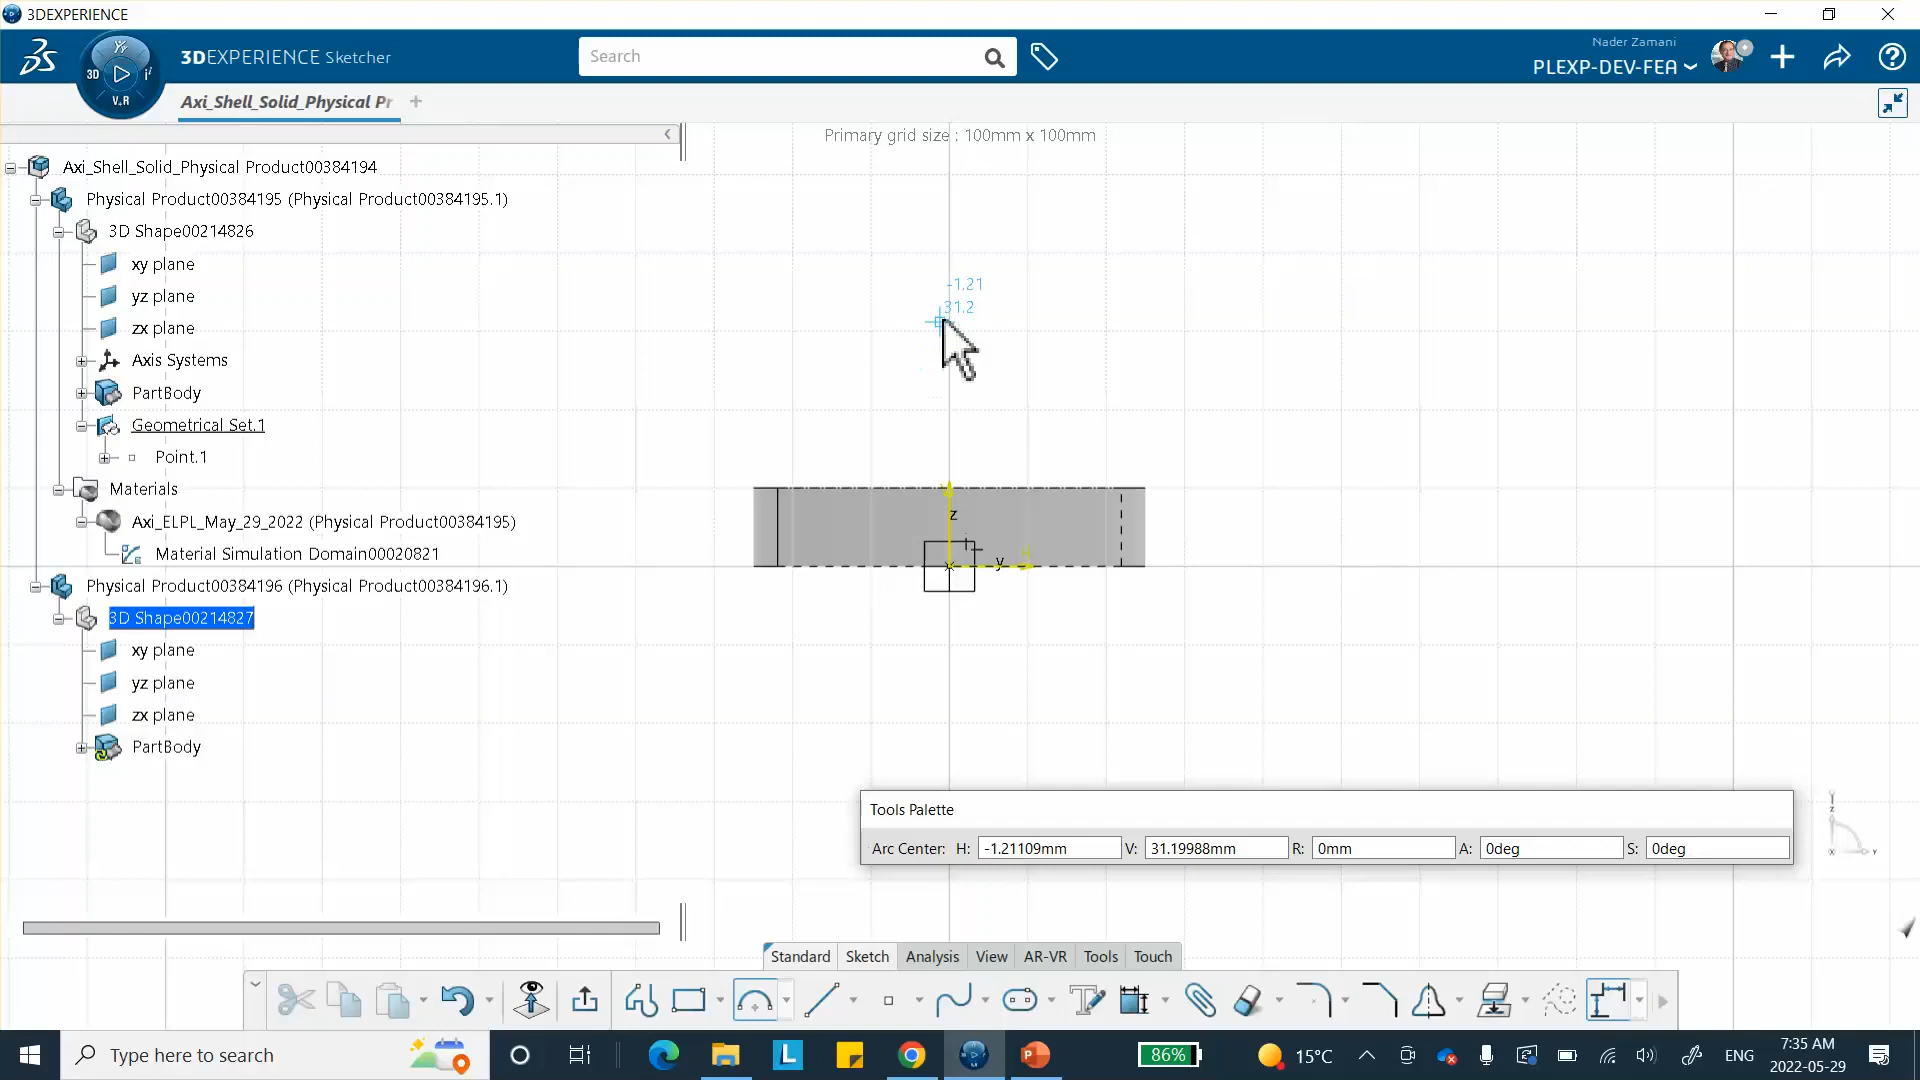 3DEXPERIENCE
3D
V.R
3DEXPERIENCE Sketcher
Search
Nader Zamani
PLEXP-DEV-FEA
Axi_Shell_Solid_Physical Pr
Primary grid size : 100mm x 100mm
Axi_Shell_Solid_Physical Product00384194
Physical Product00384195 (Physical Product00384195.1)
3D Shape00214826
xy plane
yz plane
zx plane
Axis Systems
PartBody
Geometrical Set.1
Point.1
Materials
Axi_ELPL_May_29_2022 (Physical Product00384195)
Material Simulation Domain00020821
Physical Product00384196 (Physical Product00384196.1)
3D Shape00214827
xy plane
yz plane
zx plane
PartBody
-1.21
31.2
z
y
H
Tools Palette
Arc Center: H: -1.21109mm V: 31.19988mm R: 0mm A: 0deg S: 0deg
Standard Sketch Analysis View AR-VR Tools Touch
Type here to search
86%
15°C
ENG
7:35 AM
2022-05-29